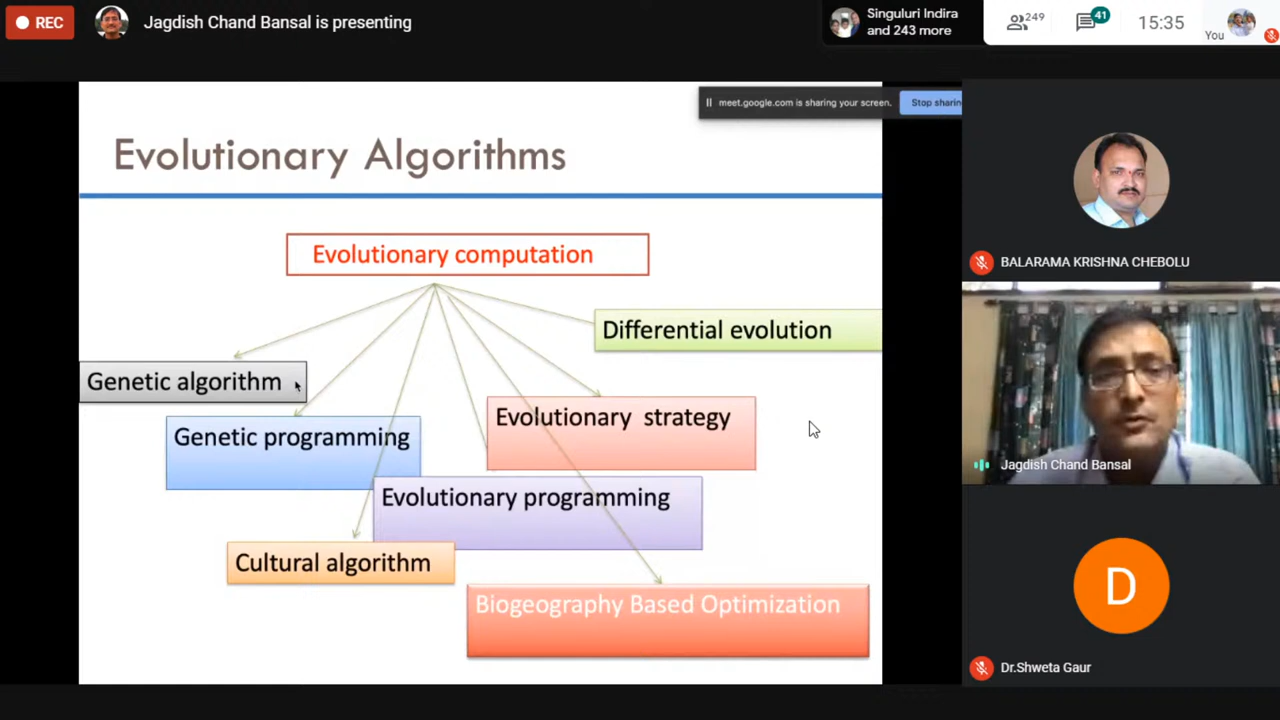 REC
Jagdish Chand Bansal is presenting
Singuluri Indira
and 243 more
249
41
15:35
You
meet.google.com is sharing your screen.
Stop sharin
Evolutionary Algorithms
Evolutionary computation
Differential evolution
Genetic algorithm
Evolutionary strategy
Genetic programming
Evolutionary programming
Cultural algorithm
Biogeography Based Optimization
BALARAMA KRISHNA CHEBOLU
Jagdish Chand Bansal
D
Dr.Shweta Gaur